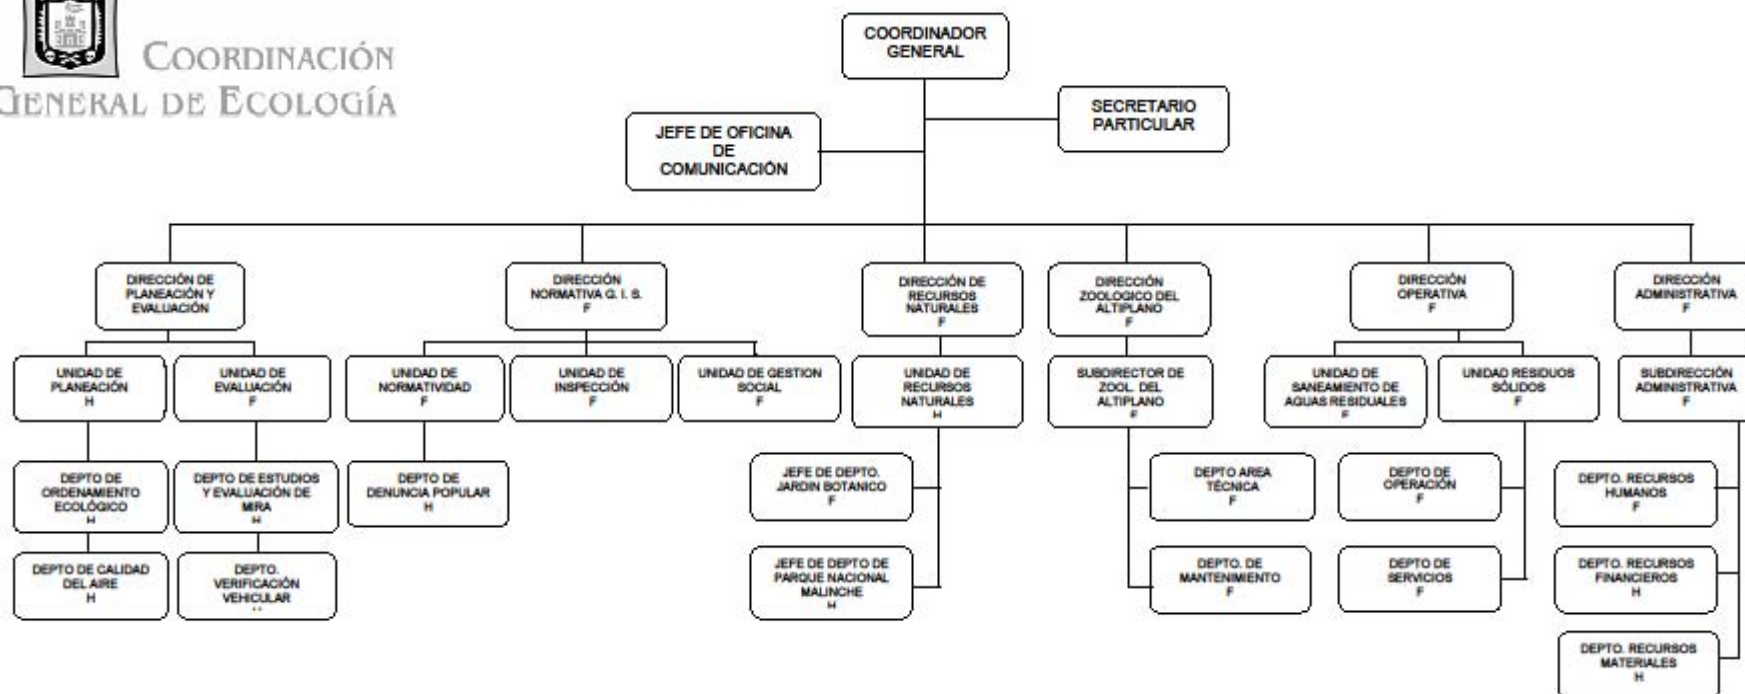 COORDINACIÓN
GENERAL DE ECOLOGÍA
COORDINADOR
GENERAL
SECRETARIO
PARTICULAR
JEFE DE OFICINA
DE
COMUNICACIÓN
DIRECCIÓN DE
PLANEACIÓN Y
EVALUACIÓN
DIRECCIÓN
NORMATIVA G. I. S.
F
DIRECCIÓN DE
RECURSOS
NATURALES
F
DIRECCIÓN
ZOOLOGICO DEL
ALTIPLANO
F
DIRECCIÓN
OPERATIVA
F
DIRECCIÓN
ADMINISTRATIVA
F
UNIDAD DE
PLANEACIÓN
H
UNIDAD DE
EVALUACIÓN
F
UNIDAD DE
NORMATIVIDAD
F
UNIDAD DE
INSPECCIÓN
F
UNIDAD DE GESTION
SOCIAL
F
UNIDAD DE
RECURSOS
NATURALES
H
SUBDIRECTOR DE
ZOOL. DEL
ALTIPLANO
F
UNIDAD DE
SANEAMIENTO DE
AGUAS RESIDUALES
F
UNIDAD RESIDUOS
SÓLIDOS
F
SUBDIRECCIÓN
ADMINISTRATIVA
F
DEPTO DE
ORDENAMIENTO
ECOLÓGICO
H
DEPTO DE ESTUDIOS
Y EVALUACIÓN DE
MIRA
H
DEPTO DE
DENUNCIA POPULAR
H
JEFE DE DEPTO.
JARDIN BOTANICO
F
DEPTO AREA
TÉCNICA
F
DEPTO DE
OPERACIÓN
F
DEPTO. RECURSOS
HUMANOS
F
DEPTO DE CALIDAD
DEL AIRE
H
DEPTO.
VERIFICACIÓN
VEHICULAR
JEFE DE DEPTO DE
PARQUE NACIONAL
MALINCHE
H
DEPTO. DE
MANTENIMIENTO
F
DEPTO DE
SERVICIOS
F
DEPTO. RECURSOS
FINANCIEROS
H
DEPTO. RECURSOS
MATERIALES
H